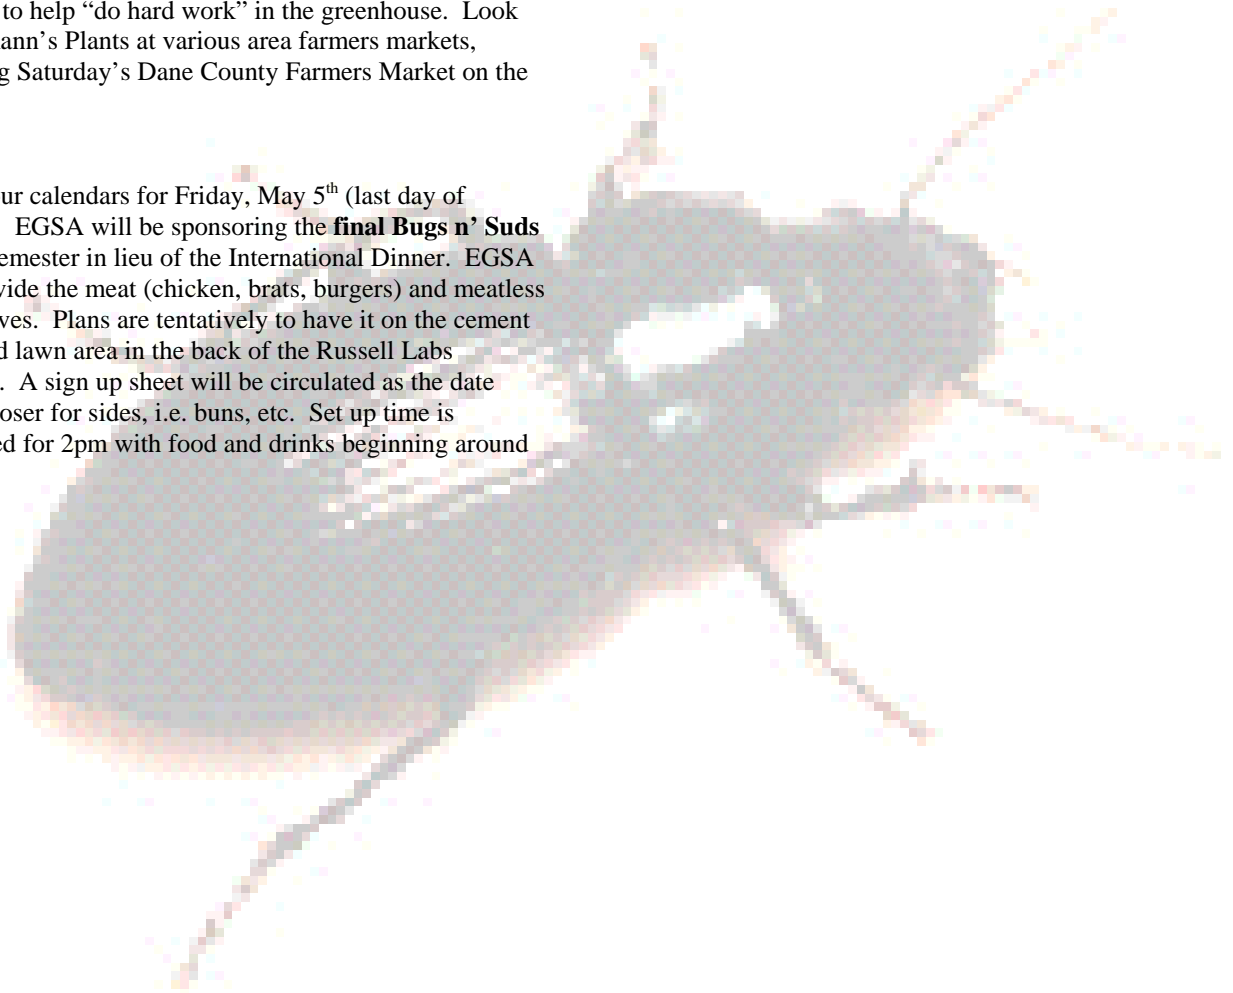 to help “do hard work” in the greenhouse. Look
ann’s Plants at various area farmers markets,
g Saturday’s Dane County Farmers Market on the
ur calendars for Friday, May 5th (last day of
EGSA will be sponsoring the final Bugs n’ Suds
emester in lieu of the International Dinner. EGSA
vide the meat (chicken, brats, burgers) and meatless
ves. Plans are tentatively to have it on the cement
d lawn area in the back of the Russell Labs
. A sign up sheet will be circulated as the date
oser for sides, i.e. buns, etc. Set up time is
ed for 2pm with food and drinks beginning around